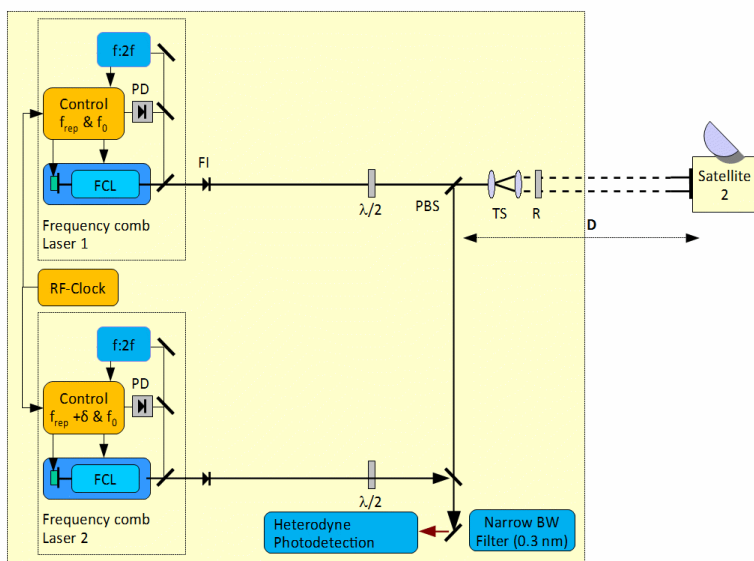 f:2f
PD
Control
f_rep & f_0
FCL
FI
λ/2
PBS
TS
R
Satellite
2
D
Frequency comb
Laser 1
RF-Clock
f:2f
PD
Control
f_rep +δ & f_0
FCL
λ/2
Frequency comb
Laser 2
Heterodyne
Photodetection
Narrow BW
Filter (0.3 nm)